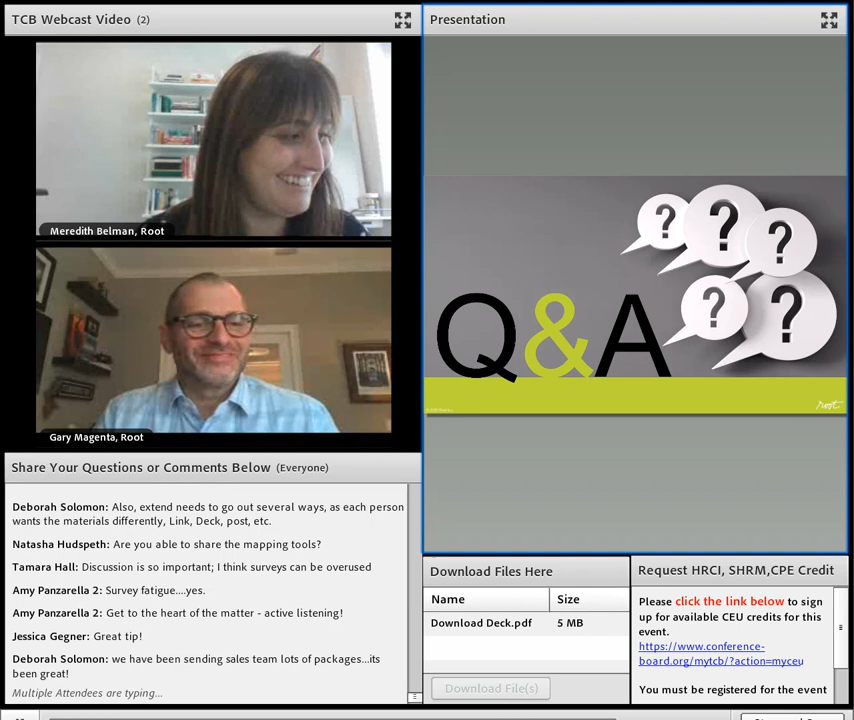 TCB Webcast Video (2)
Meredith Belman, Root
Gary Magenta, Root
Share Your Questions or Comments Below (Everyone)
Deborah Solomon: Also, extend needs to go out several ways, as each person
wants the materials differently, Link, Deck, post, etc.
Natasha Hudspeth: Are you able to share the mapping tools?
Tamara Hall: Discussion is so important; I think surveys can be overused
Amy Panzarella 2: Survey fatigue....yes.
Amy Panzarella 2: Get to the heart of the matter - active listening!
Jessica Gegner: Great tip!
Deborah Solomon: we have been sending sales team lots of packages...its
been great!
Multiple Attendees are typing...
Presentation
? ? ? ? ?
Q&A
root
Download Files Here
Name Size
Download Deck.pdf 5 MB
Download File(s)
Request HRCI, SHRM,CPE Credit
Please click the link below to sign
up for available CEU credits for this
event.
https://www.conference-
board.org/mytcb/?action=myceu
You must be registered for the event